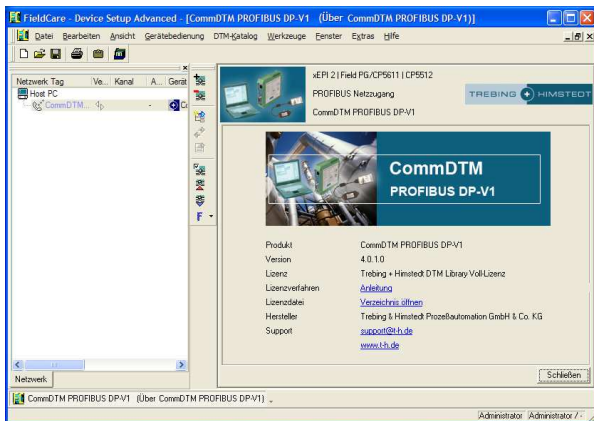 FieldCare - Device Setup Advanced - [CommDTM PROFIBUS DP-V1 (Über CommDTM PROFIBUS DP-V1)]
Datei Bearbeiten Ansicht Gerätebedienung DTM-Katalog Werkzeuge Fenster Extras Hilfe
Netzwerk Tag Ve... Kanal A... Gerät
Host PC
CommDTM... -
xEPI 2 | Field PG/CP5611 | CP5512
PROFIBUS Netzugang
CommDTM PROFIBUS DP-V1
TREBING + HIMSTEDT
CommDTM
PROFIBUS DP-V1
Produkt CommDTM PROFIBUS DP-V1
Version 4.0.1.0
Lizenz Trebing + Himstedt DTM Library Voll-Lizenz
Lizenzverfahren Anleitung
Lizenzdatei Verzeichnis öffnen
Hersteller Trebing & Himstedt Prozeßautomation GmbH & Co. KG
Support support@t-h.de
www.t-h.de
F
Schließen
Netzwerk
CommDTM PROFIBUS DP-V1 (Über CommDTM PROFIBUS DP-V1)
Administrator Administrator / -